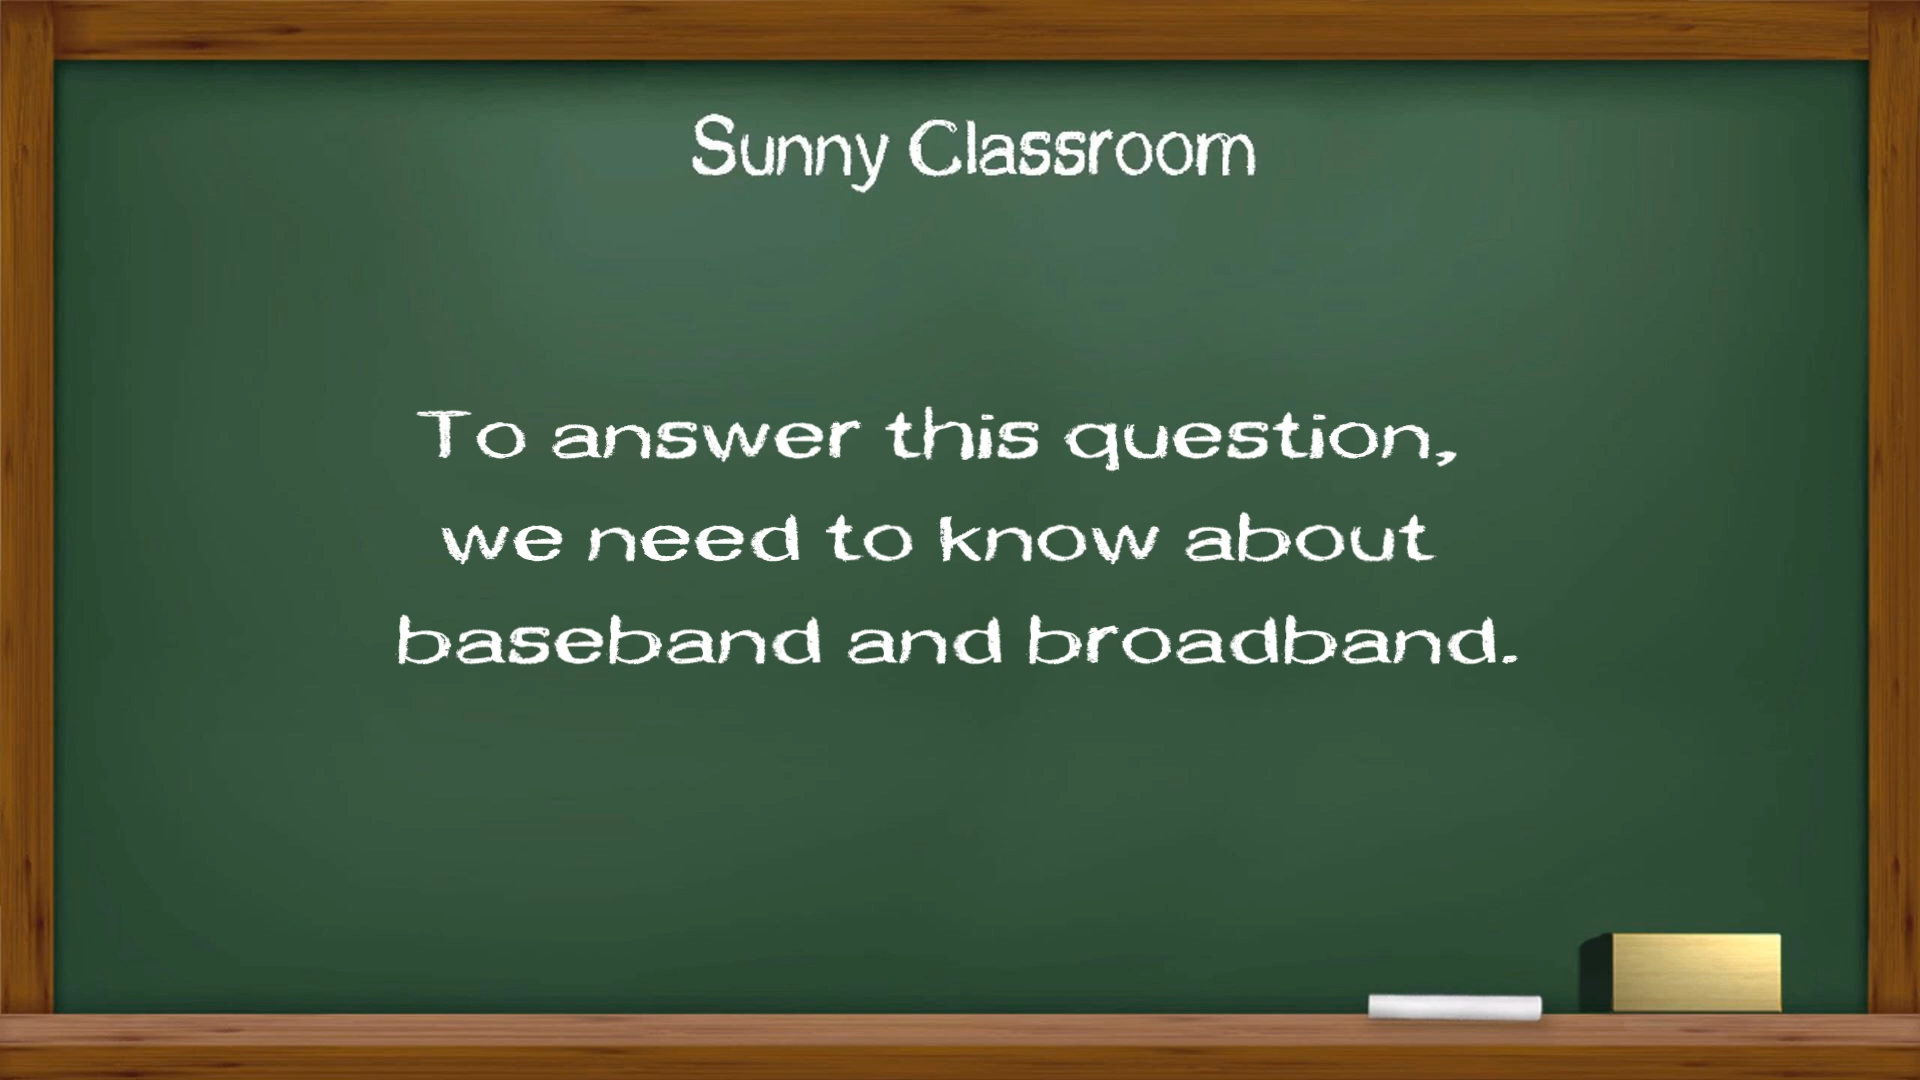 Sunny Classroom
To answer this question,
we need to know about
baseband and broadband.